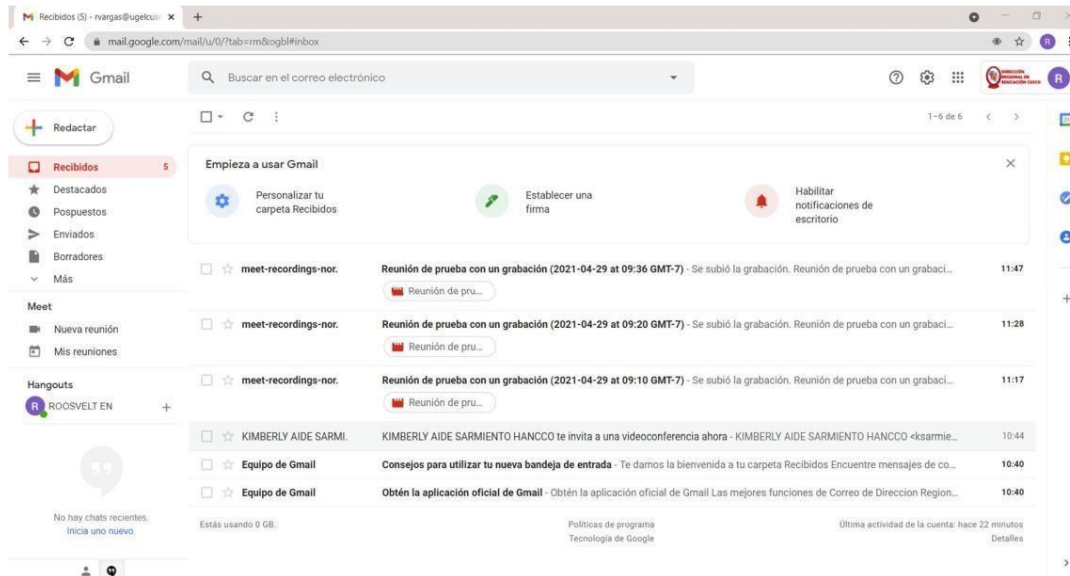 Recibidos (5) - rvargas@ugelcus
mail.google.com/mail/u/0/?tab=rm&ogbl#inbox
R
Gmail
Buscar en el correo electrónico
DIRECCIÓN
REGIONAL DE
EDUCACIÓN CUSCO
R
Redactar
1-6 de 6
Recibidos 5
Destacados
Pospuestos
Enviados
Borradores
Más
Meet
Nueva reunión
Mis reuniones
Hangouts
R ROOSVELT EN
No hay chats recientes.
Inicia uno nuevo
Empieza a usar Gmail
Personalizar tu
carpeta Recibidos
Establecer una
firma
Habilitar
notificaciones de
escritorio
meet-recordings-nor. Reunión de prueba con un grabación (2021-04-29 at 09:36 GMT-7) - Se subió la grabación. Reunión de prueba con un grabaci... 11:47
Reunión de pru...
meet-recordings-nor. Reunión de prueba con un grabación (2021-04-29 at 09:20 GMT-7) - Se subió la grabación. Reunión de prueba con un grabaci... 11:28
Reunión de pru...
meet-recordings-nor. Reunión de prueba con un grabación (2021-04-29 at 09:10 GMT-7) - Se subió la grabación. Reunión de prueba con un grabaci... 11:17
Reunión de pru...
KIMBERLY AIDE SARMI. KIMBERLY AIDE SARMIENTO HANCCO te invita a una videoconferencia ahora - KIMBERLY AIDE SARMIENTO HANCCO <ksarmie... 10:44
Equipo de Gmail Consejos para utilizar tu nueva bandeja de entrada - Te damos la bienvenida a tu carpeta Recibidos Encuentre mensajes de co... 10:40
Equipo de Gmail Obtén la aplicación oficial de Gmail - Obtén la aplicación oficial de Gmail Las mejores funciones de Correo de Direccion Region... 10:40
Estás usando 0 GB. Políticas de programa Última actividad de la cuenta: hace 22 minutos
Tecnología de Google Detalles